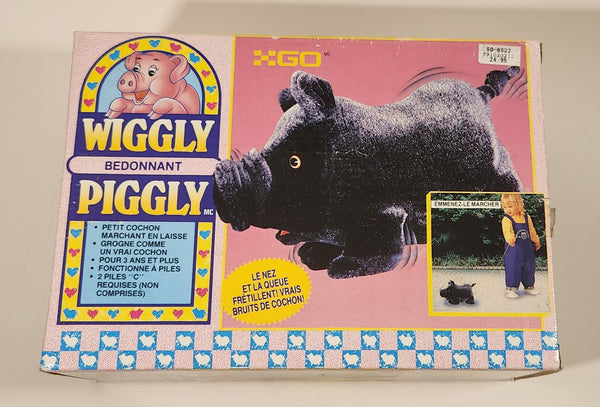 WIGGLY
BEDONNANT
PIGGLY MC
• PETIT COCHON
MARCHANT EN LAISSE
• GROGNE COMME
UN VRAI COCHON
• POUR 3 ANS ET PLUS
• FONCTIONNE À PILES
• 2 PILES "C"
REQUISES (NON
COMPRISES)
GO MC
24.95
EMMENEZ-LE MARCHER
LE NEZ
ET LA QUEUE
FRÉTILLENT! VRAIS
BRUITS DE COCHON!